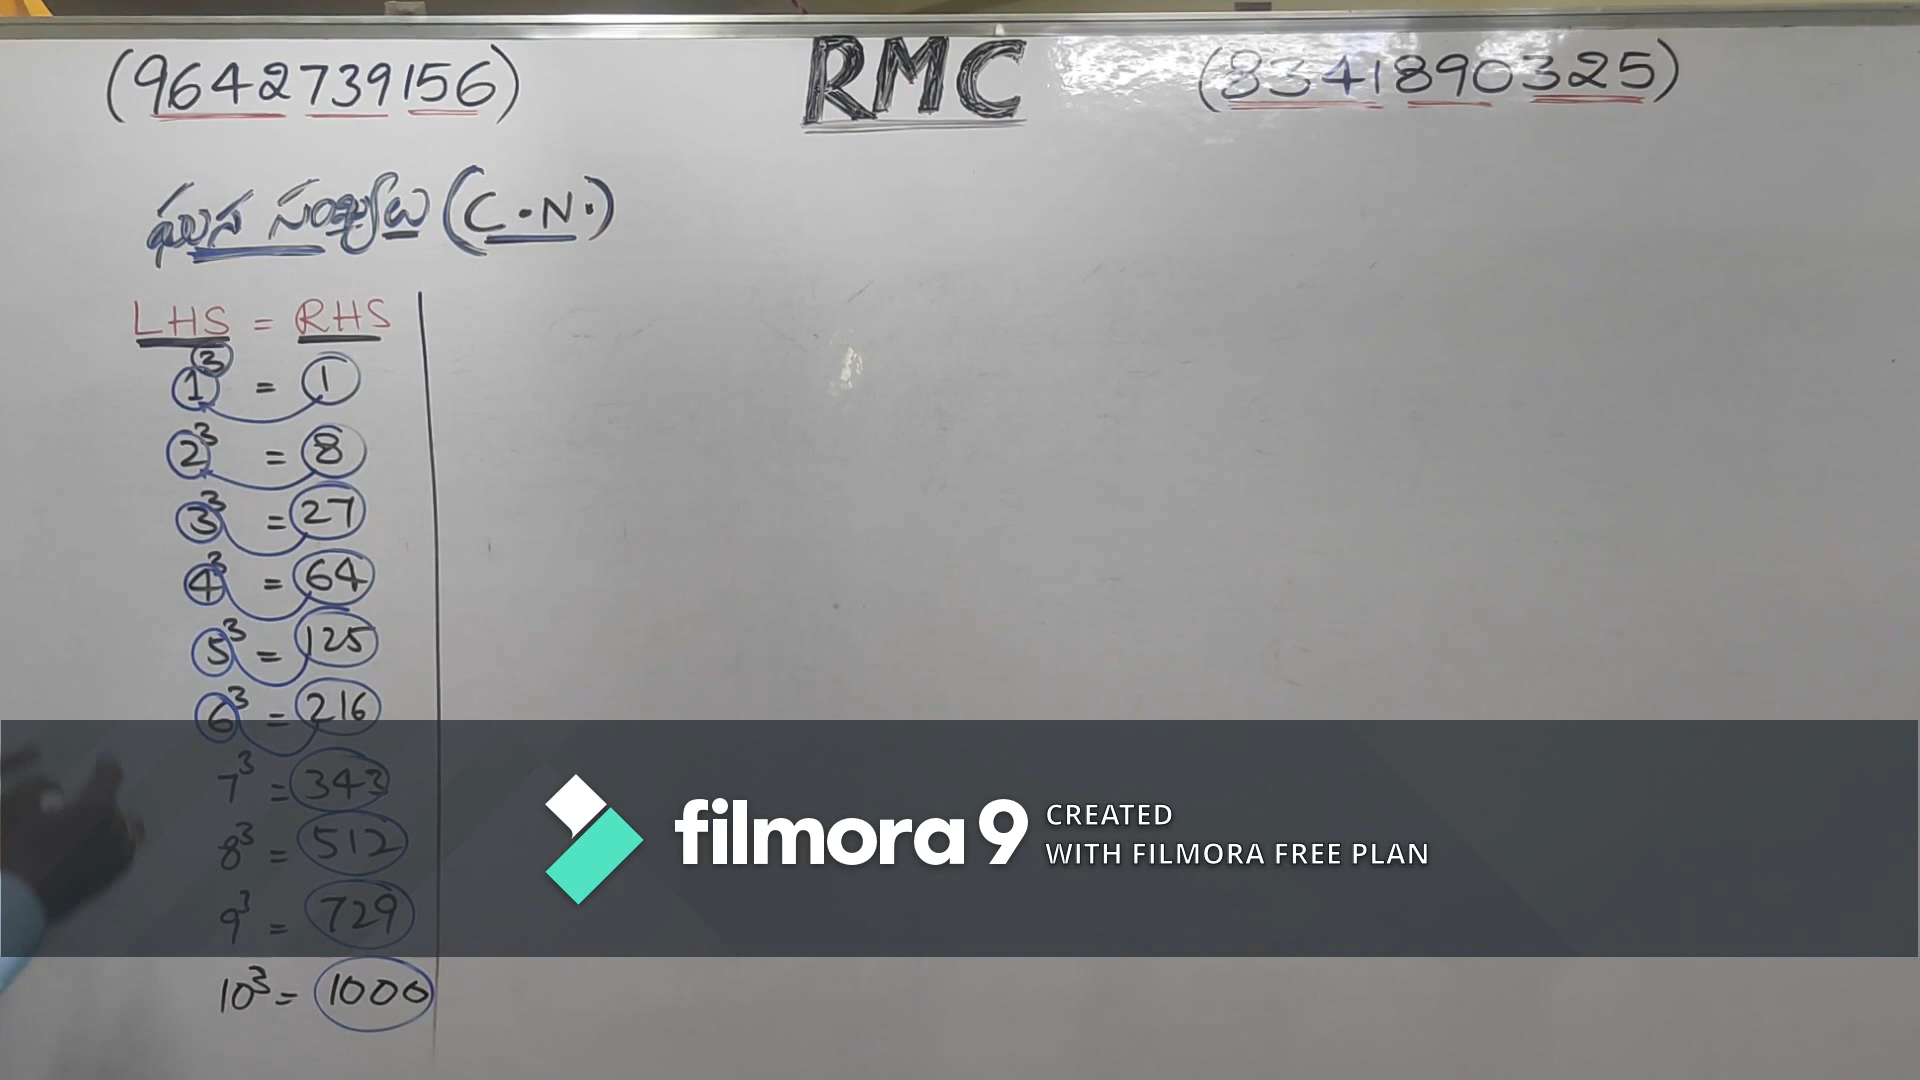 (9642739156) RMC (8341890325)
ఘన సంఖ్యలు (C.N.)
LHS = RHS
1³ = 1
2³ = 8
3³ = 27
4³ = 64
5³ = 125
6³ = 216
7³ = 343
8³ = 512
9³ = 729
10³ = 1000
filmora 9 CREATED
WITH FILMORA FREE PLAN